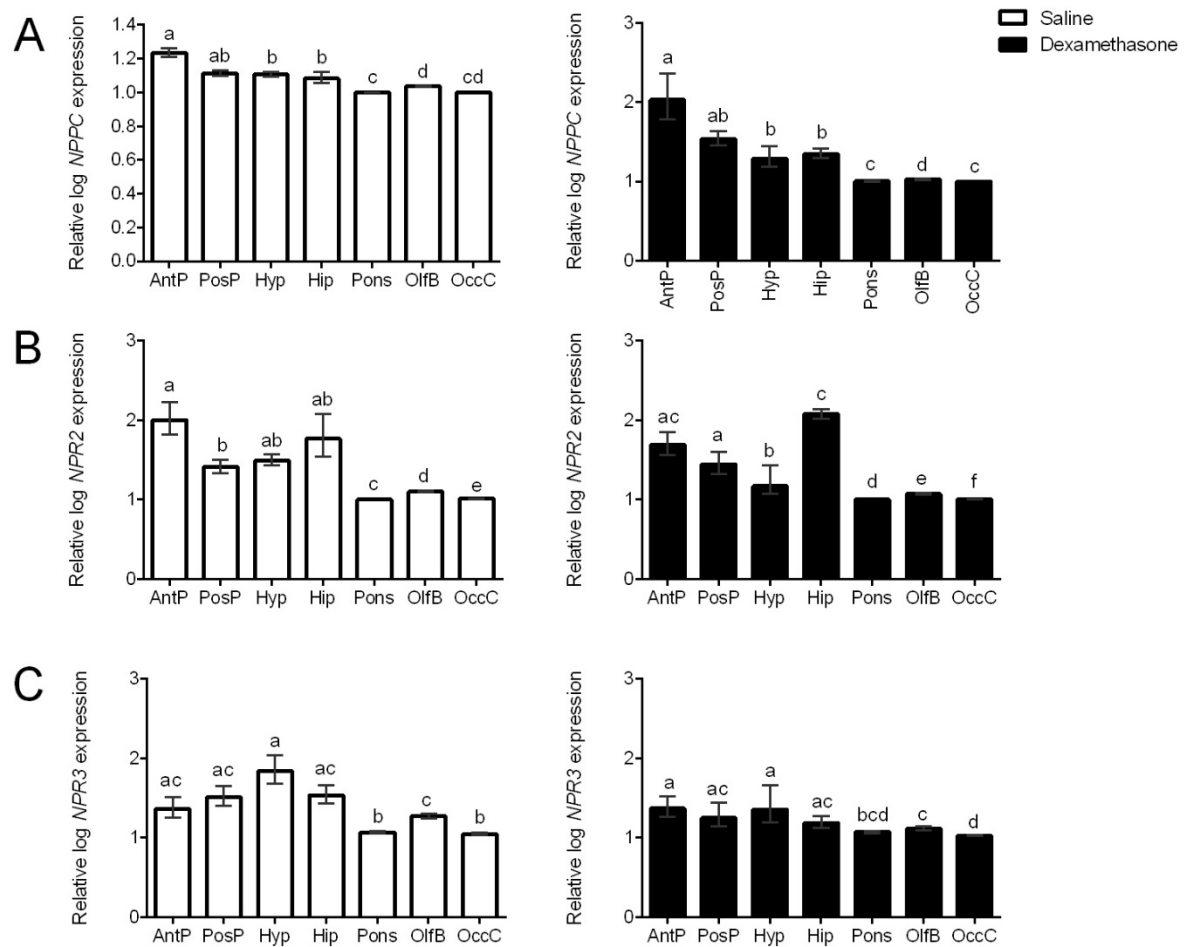 A
Relative log NPPC expression
1.4
1.2
1.0
0.8
0.6
0.4
0.2
0.0
a ab b b c d cd
AntP PosP Hyp Hip Pons OlfB OccC
Relative log NPPC expression
3
2
1
0
a ab b b c d c
AntP PosP Hyp Hip Pons OlfB OccC
Saline
Dexamethasone
B
Relative log NPR2 expression
3
2
1
0
a b ab ab c d e
AntP PosP Hyp Hip Pons OlfB OccC
Relative log NPR2 expression
3
2
1
0
ac a b c d e f
AntP PosP Hyp Hip Pons OlfB OccC
C
Relative log NPR3 expression
3
2
1
0
ac ac a ac b c b
AntP PosP Hyp Hip Pons OlfB OccC
Relative log NPR3 expression
3
2
1
0
a ac a ac bcd c d
AntP PosP Hyp Hip Pons OlfB OccC